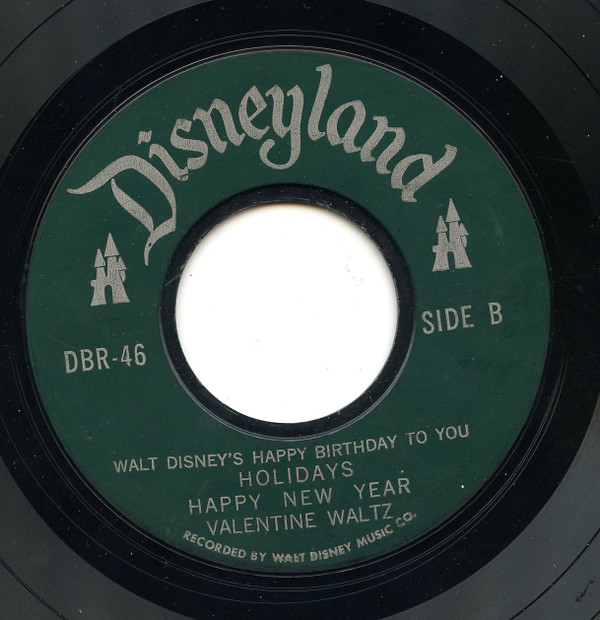 Disneyland
DBR-46
SIDE B
WALT DISNEY'S HAPPY BIRTHDAY TO YOU
HOLIDAYS
HAPPY NEW YEAR
VALENTINE WALTZ
RECORDED BY WALT DISNEY MUSIC CO.